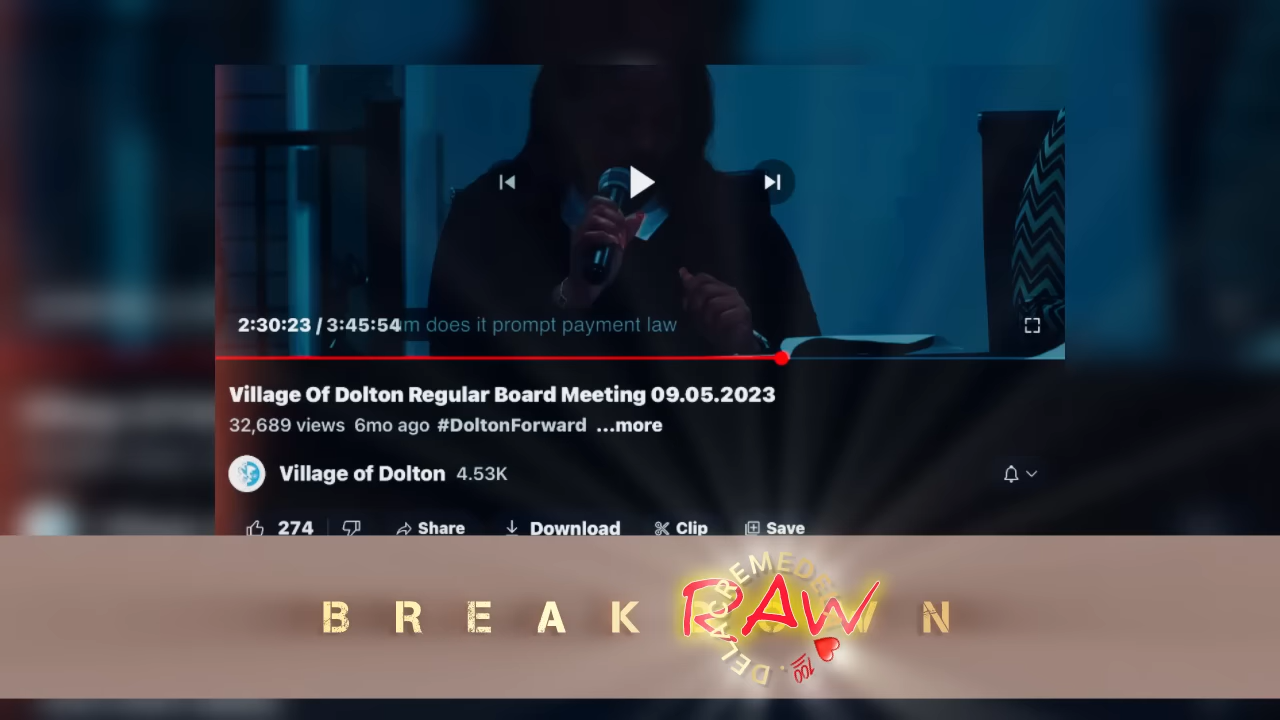 2:30:23 / 3:45:54
m does it prompt payment law
Village Of Dolton Regular Board Meeting 09.05.2023
32,689 views 6mo ago #DoltonForward ...more
Village of Dolton 4.53K
274 Share Download Clip Save
BREAK
RAW
N
100